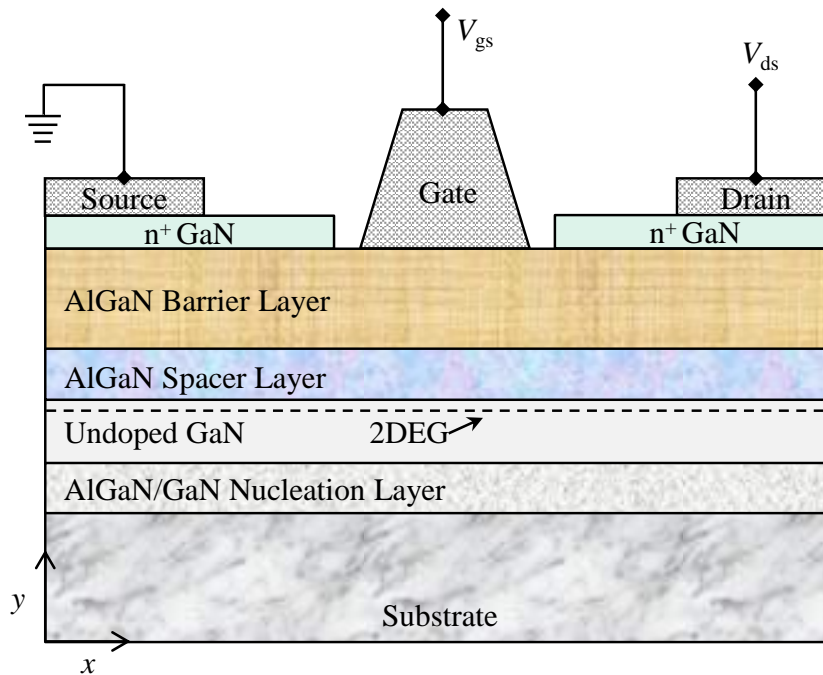 V_gs
V_ds
Source
Gate
Drain
n⁺ GaN
n⁺ GaN
AlGaN Barrier Layer
AlGaN Spacer Layer
Undoped GaN
2DEG
AlGaN/GaN Nucleation Layer
y
Substrate
x